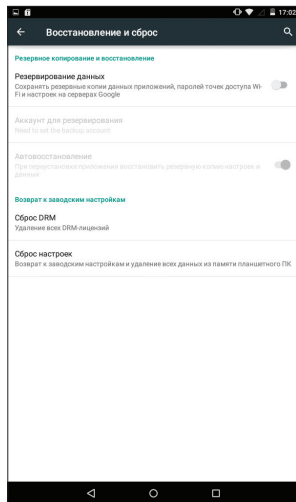 17:02
Восстановление и сброс
Резервное копирование и восстановление
Резервирование данных
Сохранять резервные копии данных приложений, паролей точек доступа Wi-
Fi и настроек на серверах Google
Аккаунт для резервирования
Need to set the backup account
Автовосстановление
При переустановке приложения восстановить резервную копию настроек и
данных
Возврат к заводским настройкам
Сброс DRM
Удаление всех DRM-лицензий
Сброс настроек
Возврат к заводским настройкам и удаление всех данных из памяти планшетного ПК